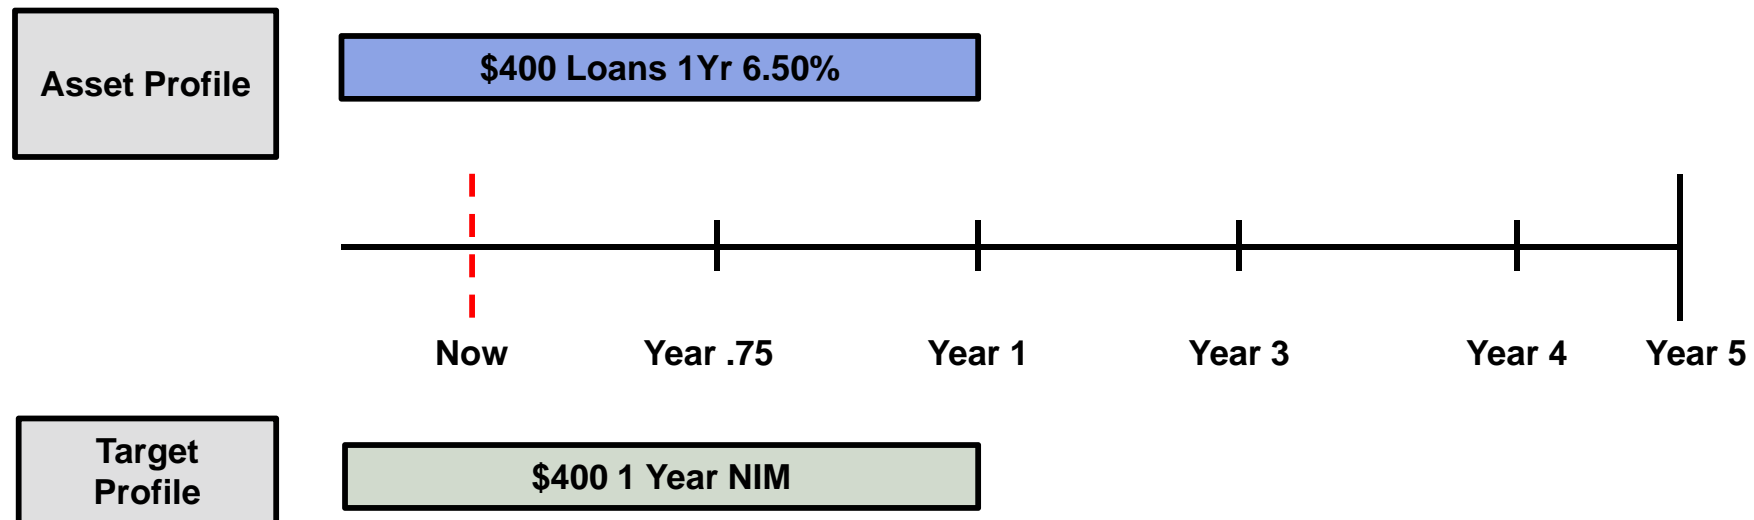 Asset Profile
$400 Loans 1Yr 6.50%
Now
Year .75
Year 1
Year 3
Year 4
Year 5
Target
Profile
$400 1 Year NIM